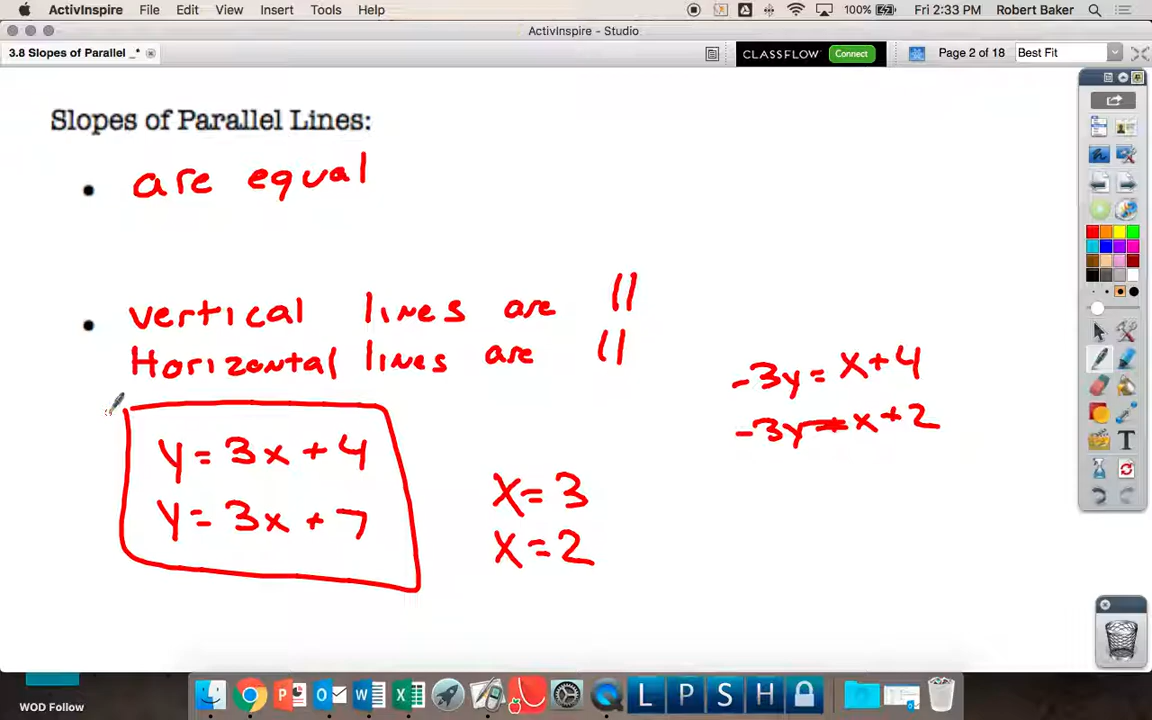 ActivInspire File Edit View Insert Tools Help 100% Fri 2:33 PM Robert Baker
ActivInspire - Studio
3.8 Slopes of Parallel _* CLASSFLOW Connect Page 2 of 18 Best Fit
Slopes of Parallel Lines:
are equal
vertical lines are ||
Horizontal lines are ||
-3y = x+4
-3y = x+2
y = 3x + 4
y = 3x + 7
x = 3
x = 2
L P S H
WOD Follow